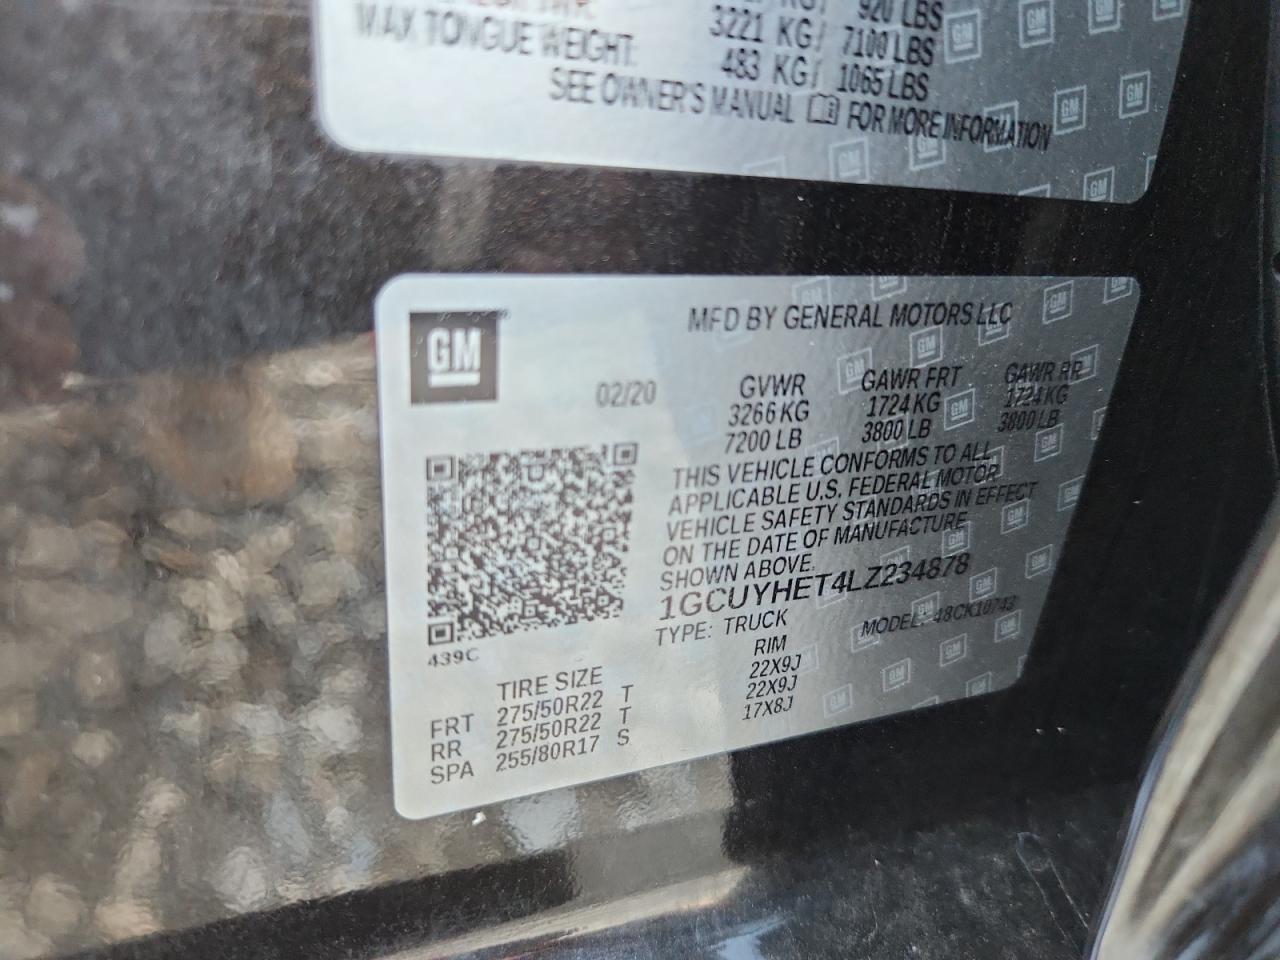 920 LBS
3221 KG/ 7100 LBS
MAX TONGUE WEIGHT: 483 KG/ 1065 LBS
SEE OWNER'S MANUAL FOR MORE INFORMATION
GM
MFD BY GENERAL MOTORS LLC
02/20
GVWR GAWR FRT GAWR RR
3266 KG 1724 KG 1724 KG
7200 LB 3800 LB 3800 LB
THIS VEHICLE CONFORMS TO ALL
APPLICABLE U.S. FEDERAL MOTOR
VEHICLE SAFETY STANDARDS IN EFFECT
ON THE DATE OF MANUFACTURE
SHOWN ABOVE.
1GCUYHET4LZ234878
TYPE: TRUCK MODEL: 48CK10743
439C
TIRE SIZE RIM
FRT 275/50R22 T 22X9J
RR 275/50R22 T 22X9J
SPA 255/80R17 S 17X8J